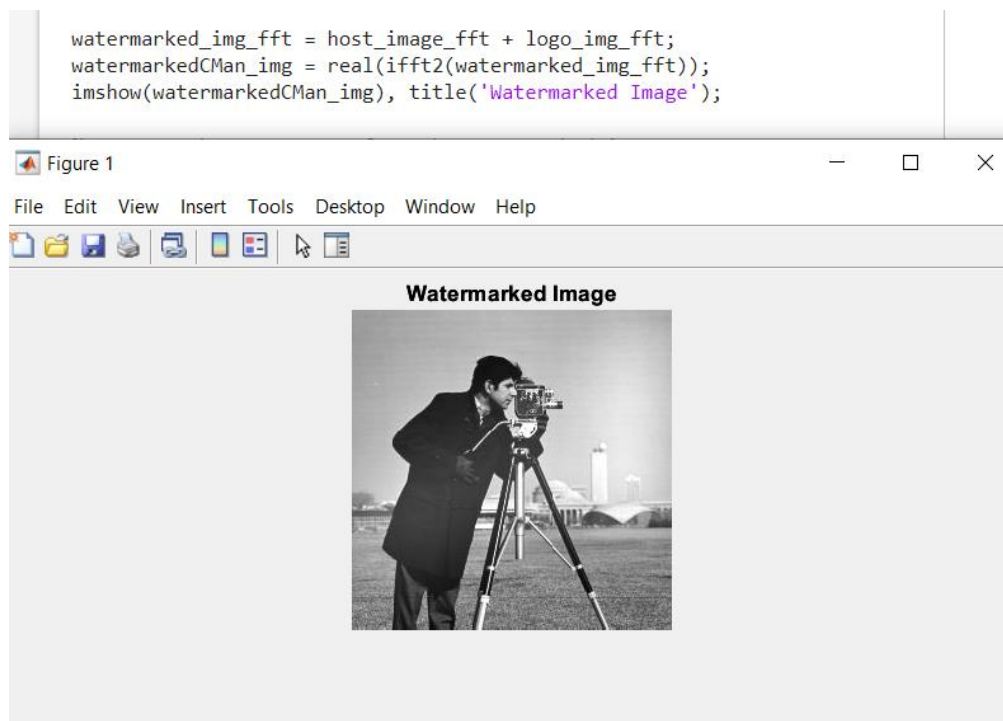 watermarked_img_fft = host_image_fft + logo_img_fft;
watermarkedCMan_img = real(ifft2(watermarked_img_fft));
imshow(watermarkedCMan_img), title('Watermarked Image');
Figure 1
File Edit View Insert Tools Desktop Window Help
Watermarked Image